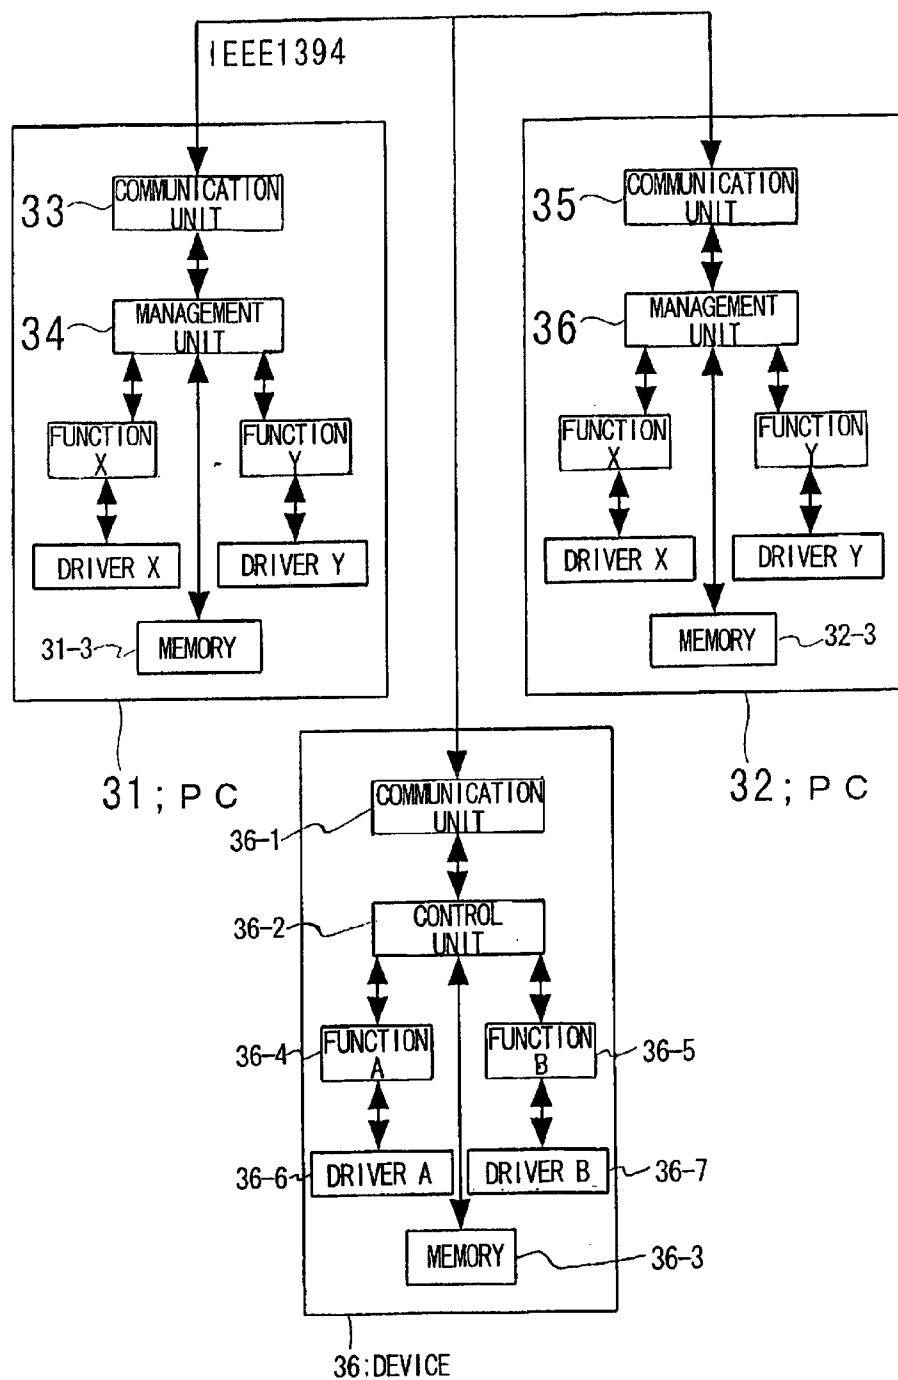 IEEE1394
COMMUNICATION
UNIT
33
MANAGEMENT
UNIT
34
FUNCTION
X
FUNCTION
Y
DRIVER X
DRIVER Y
31-3
MEMORY
31;PC
COMMUNICATION
UNIT
35
MANAGEMENT
UNIT
36
FUNCTION
X
FUNCTION
Y
DRIVER X
DRIVER Y
MEMORY
32-3
32;PC
COMMUNICATION
UNIT
36-1
CONTROL
UNIT
36-2
36-4
FUNCTION
A
FUNCTION
B
36-5
36-6
DRIVER A
DRIVER B
36-7
MEMORY
36-3
36;DEVICE